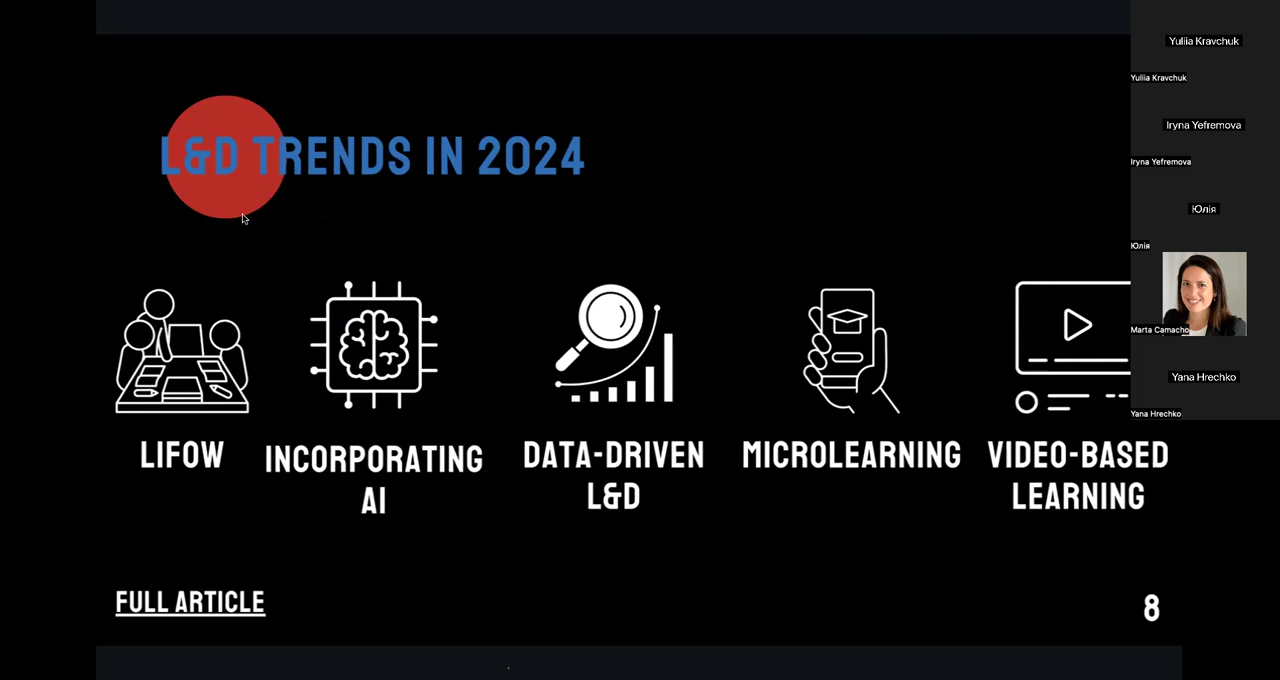 L&D TRENDS IN 2024
LIFOW
INCORPORATING
AI
DATA-DRIVEN
L&D
MICROLEARNING
VIDEO-BASED
LEARNING
FULL ARTICLE
8
Yuliia Kravchuk
Yuliia Kravchuk
Iryna Yefremova
Iryna Yefremova
Юлія
Юлія
Marta Camacho
Yana Hrechko
Yana Hrechko